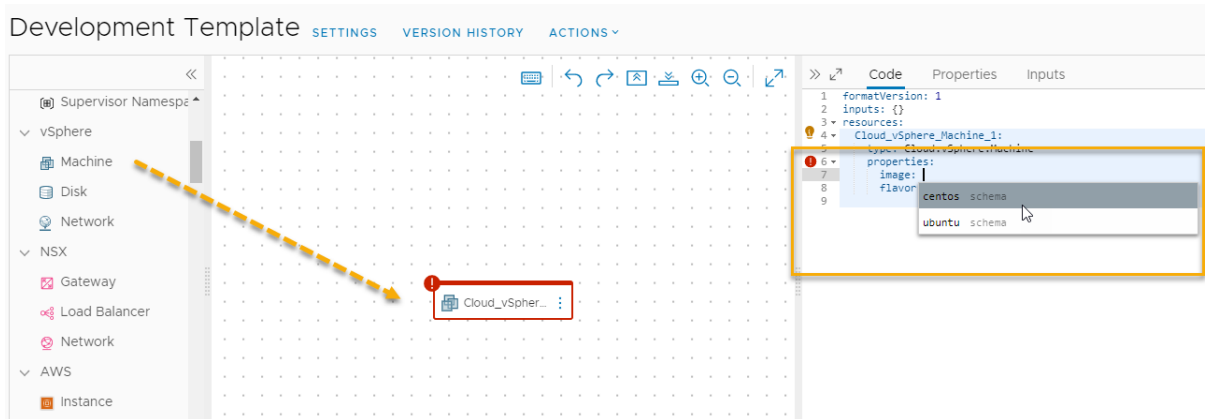 Development Template SETTINGS VERSION HISTORY ACTIONS
Supervisor Namespa
vSphere
Machine
Disk
Network
NSX
Gateway
Load Balancer
Network
AWS
Instance
Cloud_vSpher...
Code Properties Inputs
1 formatVersion: 1
2 inputs: {}
3 resources:
4 Cloud_vSphere_Machine_1:
5 type: Cloud.vSphere.Machine
6 properties:
7 image:
8 flavor
9
centos schema
ubuntu schema